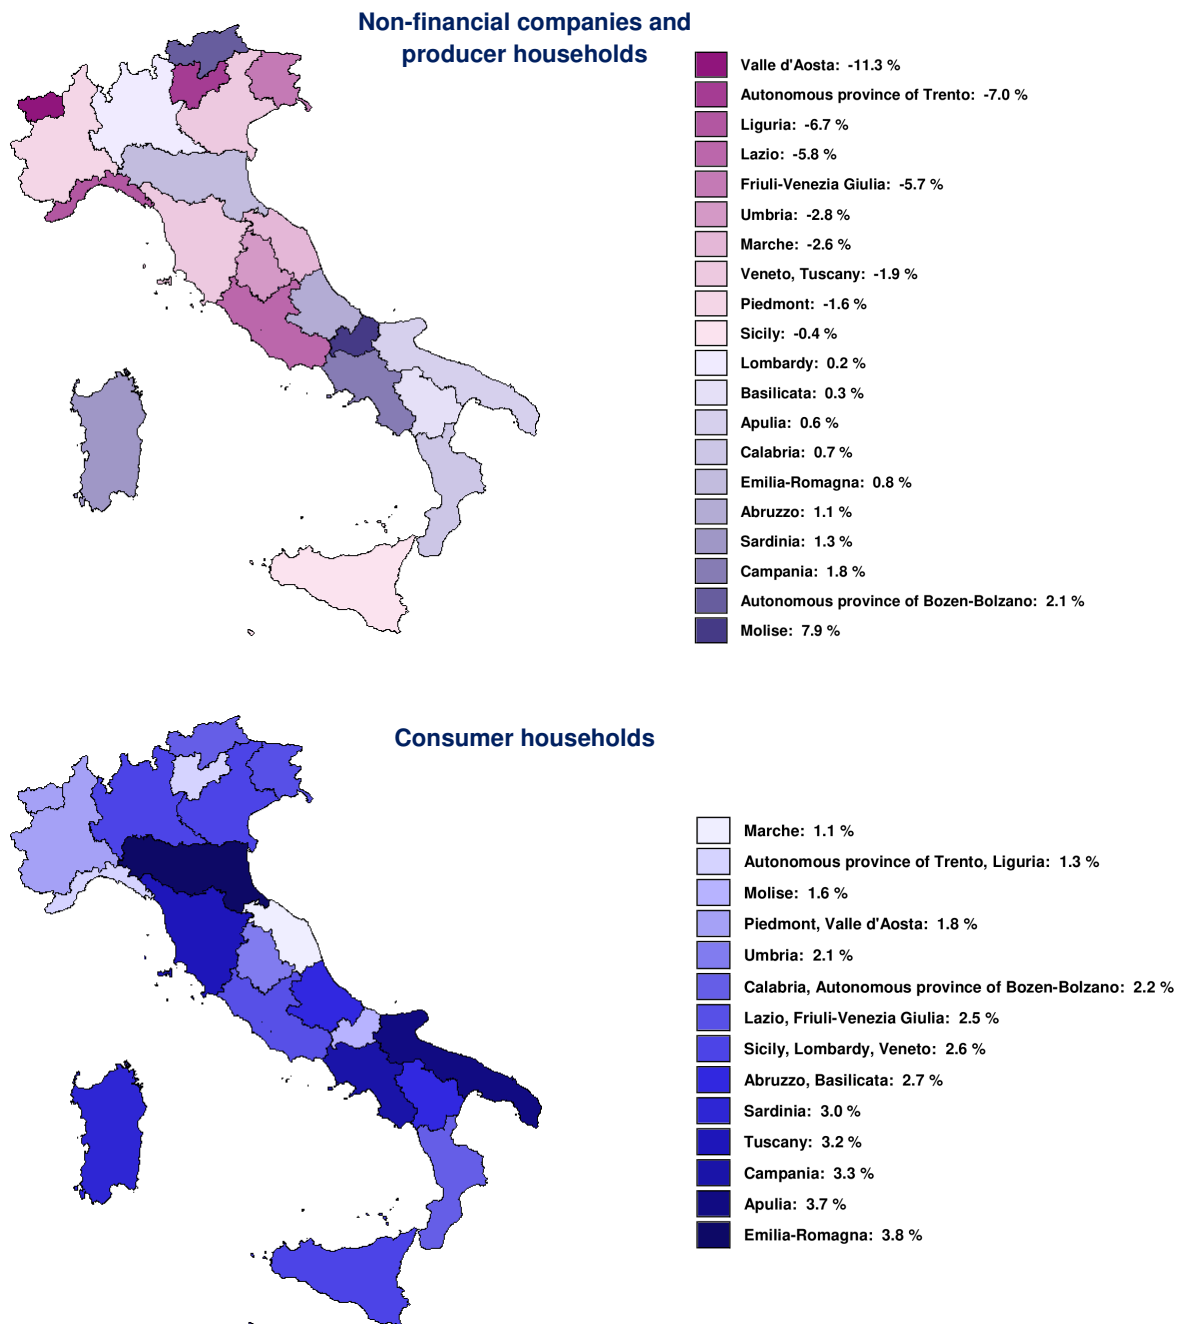 Non-financial companies and
producer households
Valle d'Aosta: -11.3 %
Autonomous province of Trento: -7.0 %
Liguria: -6.7 %
Lazio: -5.8 %
Friuli-Venezia Giulia: -5.7 %
Umbria: -2.8 %
Marche: -2.6 %
Veneto, Tuscany: -1.9 %
Piedmont: -1.6 %
Sicily: -0.4 %
Lombardy: 0.2 %
Basilicata: 0.3 %
Apulia: 0.6 %
Calabria: 0.7 %
Emilia-Romagna: 0.8 %
Abruzzo: 1.1 %
Sardinia: 1.3 %
Campania: 1.8 %
Autonomous province of Bozen-Bolzano: 2.1 %
Molise: 7.9 %
Consumer households
Marche: 1.1 %
Autonomous province of Trento, Liguria: 1.3 %
Molise: 1.6 %
Piedmont, Valle d'Aosta: 1.8 %
Umbria: 2.1 %
Calabria, Autonomous province of Bozen-Bolzano: 2.2 %
Lazio, Friuli-Venezia Giulia: 2.5 %
Sicily, Lombardy, Veneto: 2.6 %
Abruzzo, Basilicata: 2.7 %
Sardinia: 3.0 %
Tuscany: 3.2 %
Campania: 3.3 %
Apulia: 3.7 %
Emilia-Romagna: 3.8 %